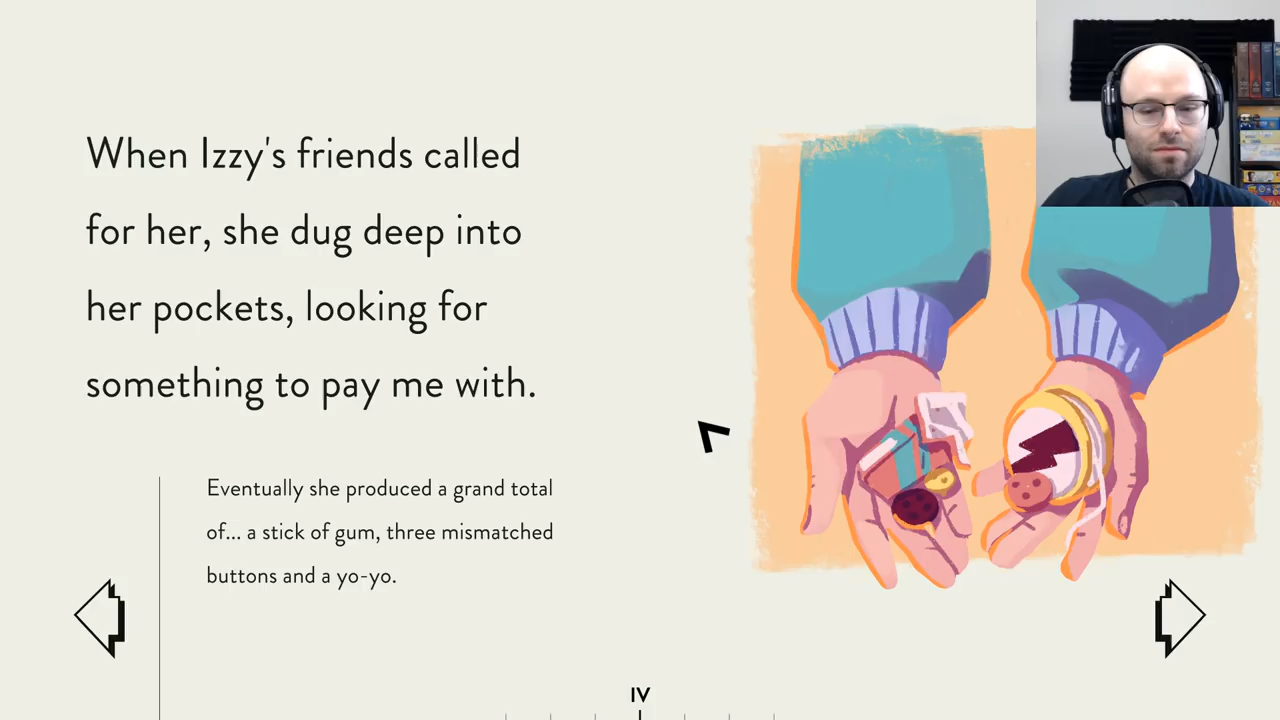 When Izzy's friends called
for her, she dug deep into
her pockets, looking for
something to pay me with.
Eventually she produced a grand total
of... a stick of gum, three mismatched
buttons and a yo-yo.
IV